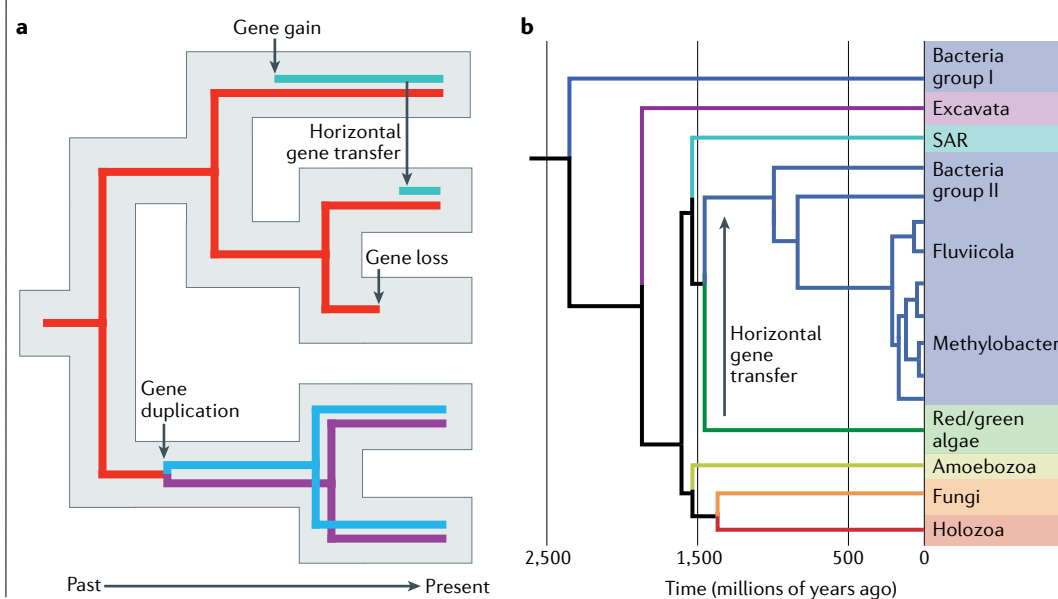 a
Gene gain
Horizontal
gene transfer
Gene loss
Gene
duplication
Past
Present
b
Bacteria
group I
Excavata
SAR
Bacteria
group II
Fluviicola
Methylobacter
Horizontal
gene
transfer
Red/green
algae
Amoebozoa
Fungi
Holozoa
2,500
1,500
500
0
Time (millions of years ago)